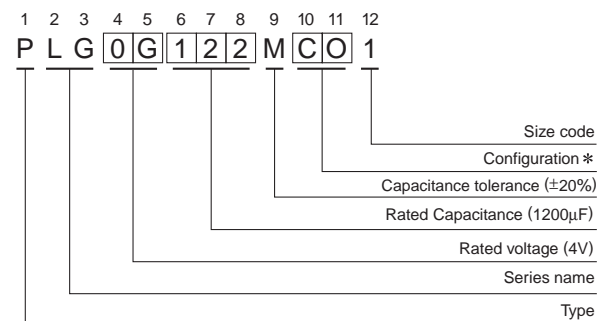 1 2 3 4 5 6 7 8 9 10 11 12
P L G 0 G 1 2 2 M C O 1
Size code
Configuration *
Capacitance tolerance (±20%)
Rated Capacitance (1200μF)
Rated voltage (4V)
Series name
Type